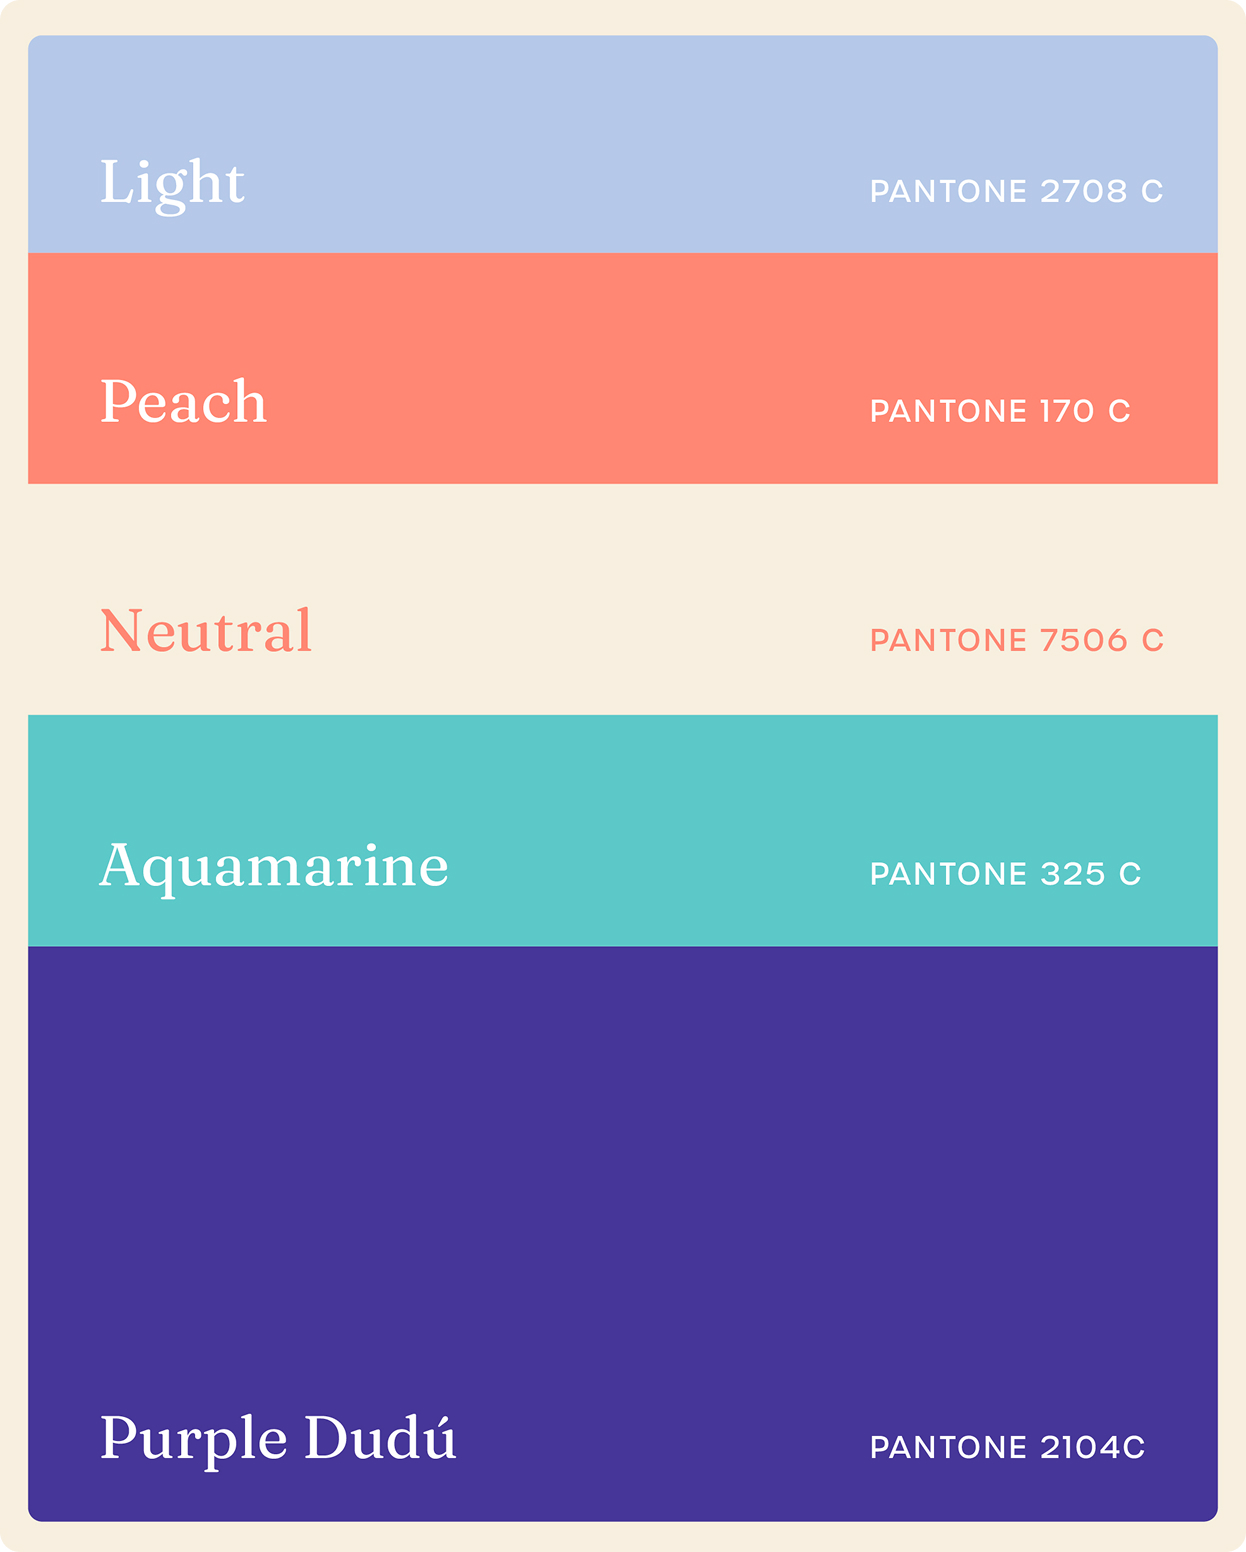 Light
PANTONE 2708 C
Peach
PANTONE 170 C
Neutral
PANTONE 7506 C
Aquamarine
PANTONE 325 C
Purple Dudú
PANTONE 2104C